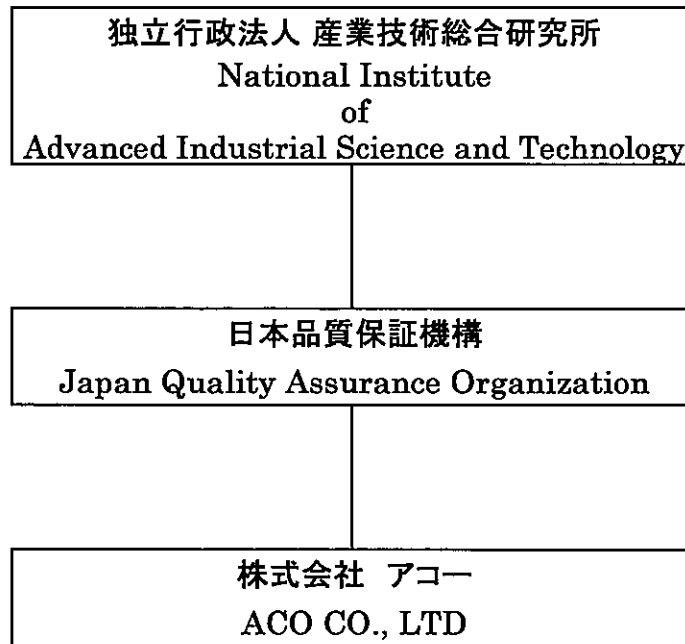 独立行政法人 産業技術総合研究所
National Institute
of
Advanced Industrial Science and Technology
日本品質保証機構
Japan Quality Assurance Organization
株式会社 アコー
ACO CO., LTD